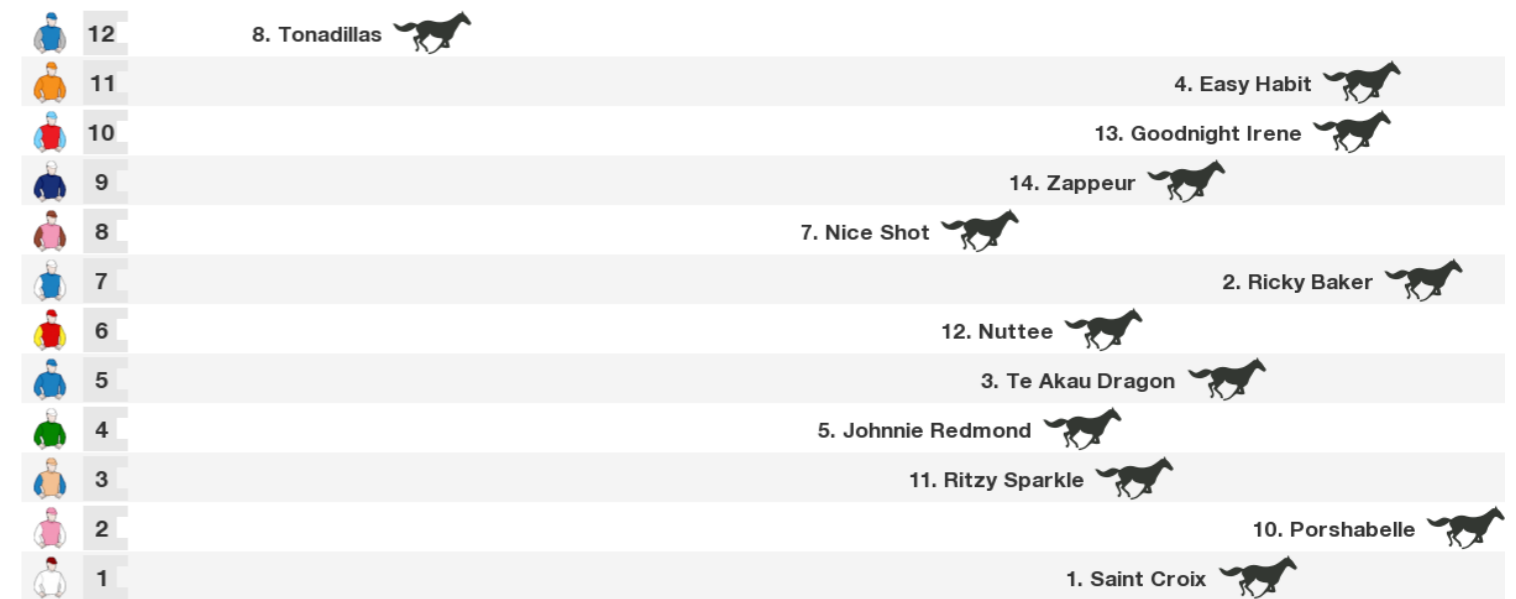 12 8. Tonadillas
11 4. Easy Habit
10 13. Goodnight Irene
9 14. Zappeur
8 7. Nice Shot
7 2. Ricky Baker
6 12. Nuttee
5 3. Te Akau Dragon
4 5. Johnnie Redmond
3 11. Ritzy Sparkle
2 10. Porshabelle
1 1. Saint Croix